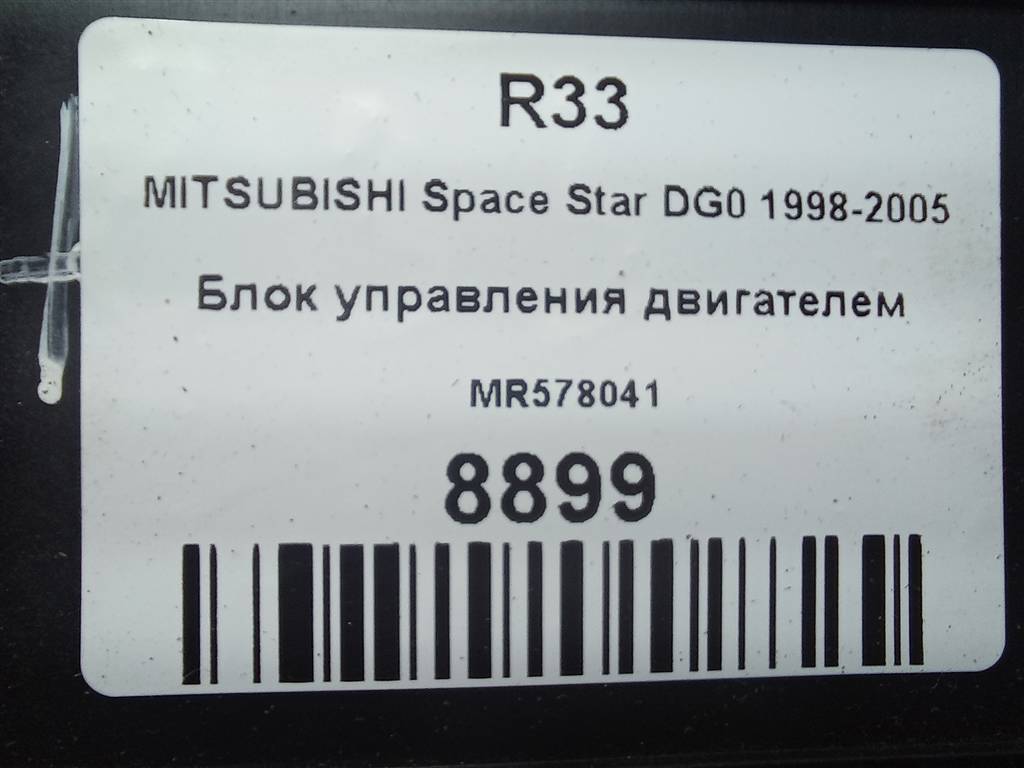 R33
MITSUBISHI Space Star DG0 1998-2005
Блок управления двигателем
MR578041
8899